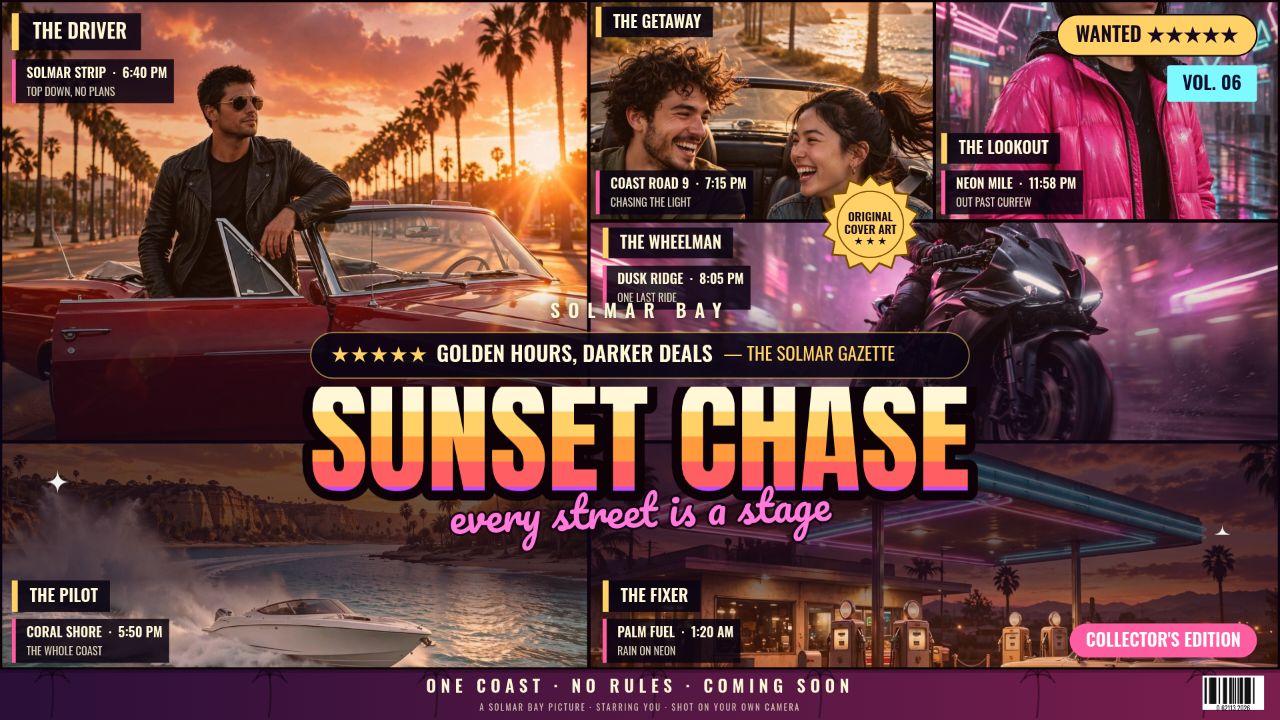 THE DRIVER
SOLMAR STRIP · 6:40 PM
TOP DOWN, NO PLANS
THE GETAWAY
COAST ROAD 9 · 7:15 PM
CHASING THE LIGHT
WANTED ★★★★★
VOL. 06
THE LOOKOUT
NEON MILE · 11:58 PM
OUT PAST CURFEW
ORIGINAL
COVER ART
★ ★ ★
THE WHEELMAN
DUSK RIDGE · 8:05 PM
ONE LAST RIDE
SOLMAR BAY
★★★★★ GOLDEN HOURS, DARKER DEALS — THE SOLMAR GAZETTE
SUNSET CHASE
every street is a stage
THE PILOT
CORAL SHORE · 5:50 PM
THE WHOLE COAST
THE FIXER
PALM FUEL · 1:20 AM
RAIN ON NEON
COLLECTOR'S EDITION
ONE COAST · NO RULES · COMING SOON
A SOLMAR BAY PICTURE · STARRING YOU · SHOT ON YOUR OWN CAMERA